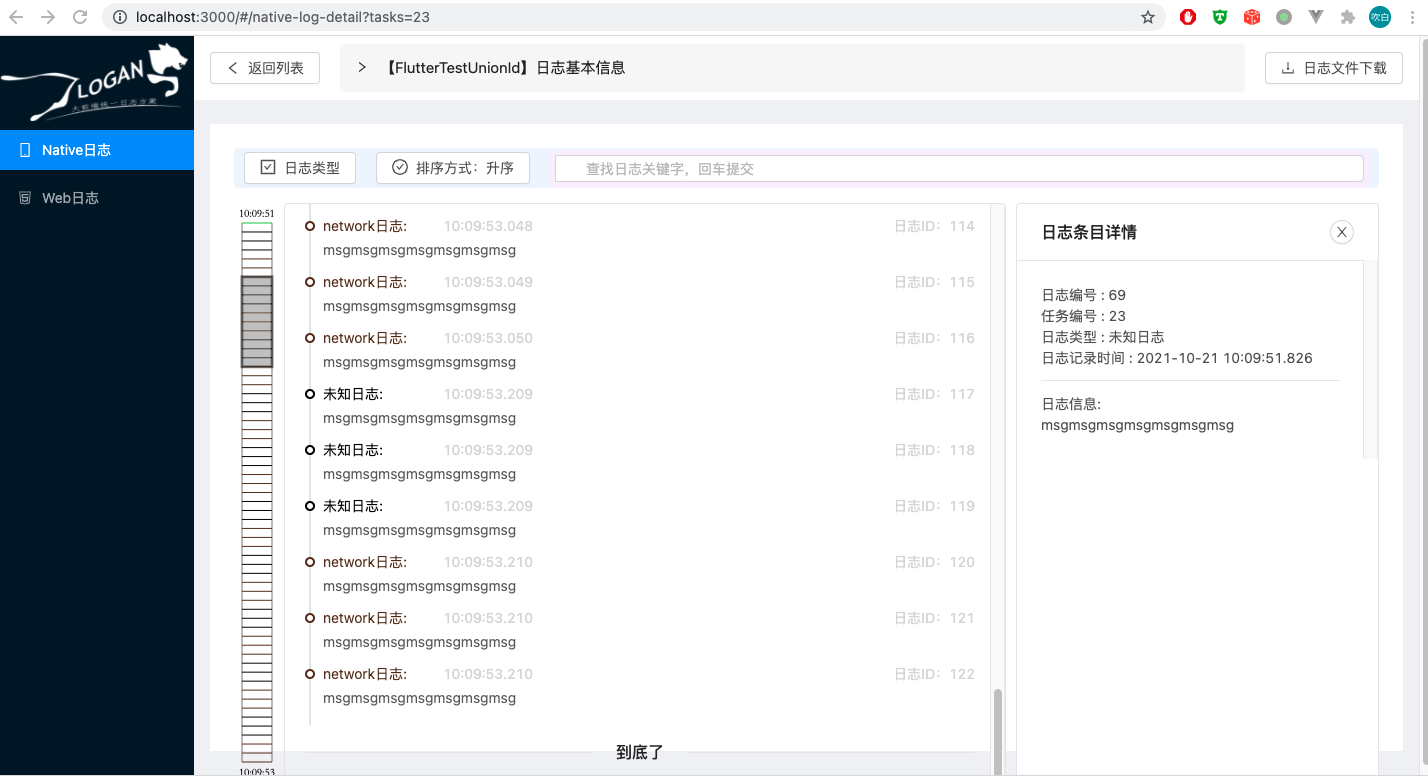 localhost:3000/#/native-log-detail?tasks=23
吹白
LOGAN
大前端统一日志方案
返回列表
【FlutterTestUnionId】日志基本信息
日志文件下载
Native日志
Web日志
日志类型
排序方式：升序
查找日志关键字，回车提交
10:09:51
network日志: 10:09:53.048 日志ID：114
msgmsgmsgmsgmsgmsgmsg
network日志: 10:09:53.049 日志ID：115
msgmsgmsgmsgmsgmsgmsg
network日志: 10:09:53.050 日志ID：116
msgmsgmsgmsgmsgmsgmsg
未知日志: 10:09:53.209 日志ID：117
msgmsgmsgmsgmsgmsgmsg
未知日志: 10:09:53.209 日志ID：118
msgmsgmsgmsgmsgmsgmsg
未知日志: 10:09:53.209 日志ID：119
msgmsgmsgmsgmsgmsgmsg
network日志: 10:09:53.210 日志ID：120
msgmsgmsgmsgmsgmsgmsg
network日志: 10:09:53.210 日志ID：121
msgmsgmsgmsgmsgmsgmsg
network日志: 10:09:53.210 日志ID：122
msgmsgmsgmsgmsgmsgmsg
到底了
10:09:53
日志条目详情
日志编号 : 69
任务编号 : 23
日志类型 : 未知日志
日志记录时间 : 2021-10-21 10:09:51.826
日志信息:
msgmsgmsgmsgmsgmsgmsg